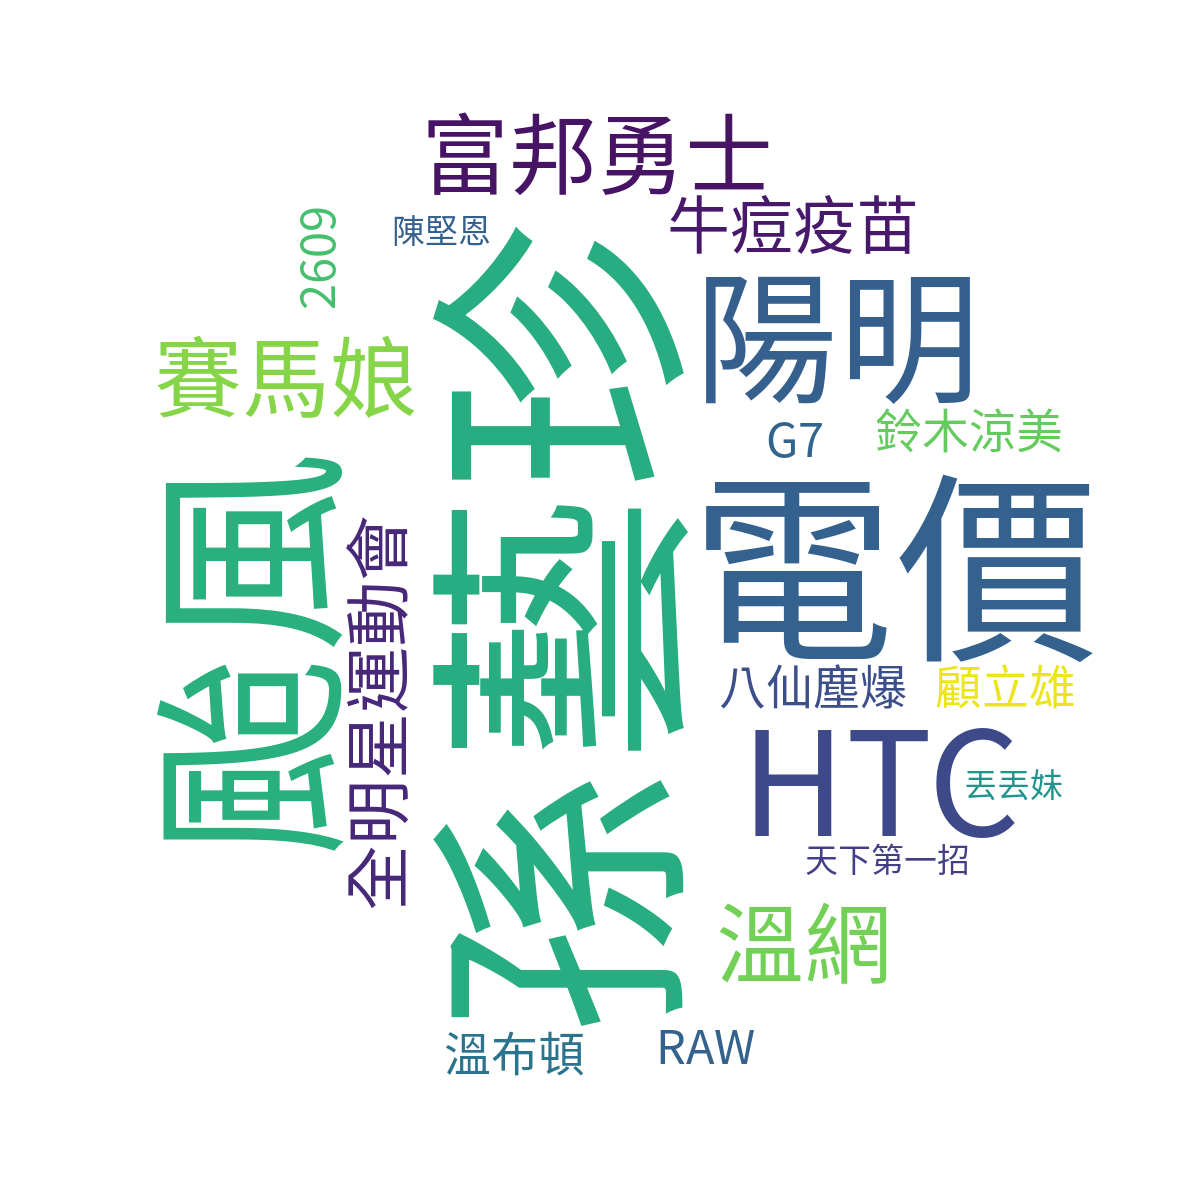 富邦勇士
牛痘疫苗
陳堅恩
2609
陽明
孫藝珍
賽馬娘
G7
鈴木涼美
颱風
電價
全明星運動會
八仙塵爆
顧立雄
HTC
丟丟妹
天下第一招
溫網
溫布頓
RAW